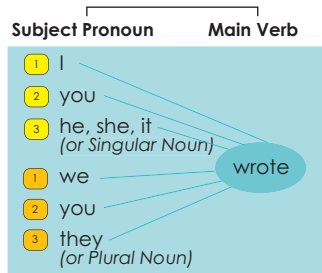 Subject Pronoun Main Verb
1 I
2 you
3 he, she, it
(or Singular Noun)
wrote
1 we
2 you
3 they
(or Plural Noun)